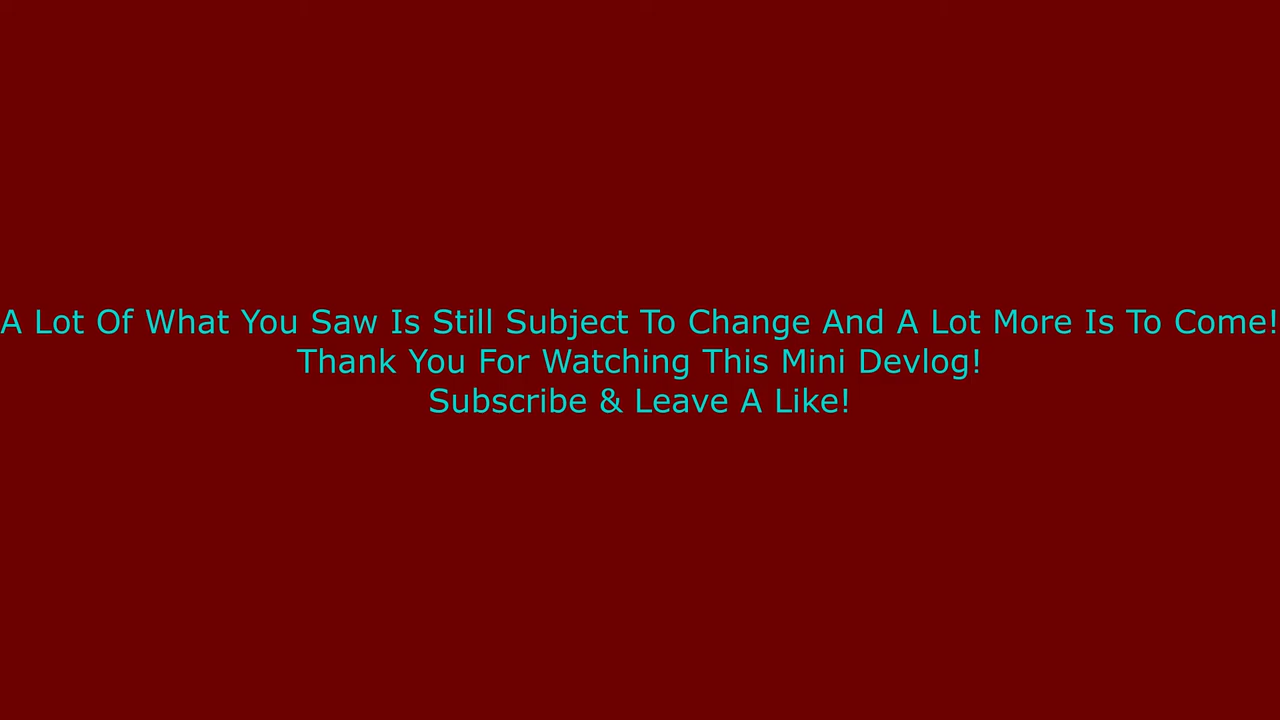 A Lot Of What You Saw Is Still Subject To Change And A Lot More Is To Come!
Thank You For Watching This Mini Devlog!
Subscribe & Leave A Like!